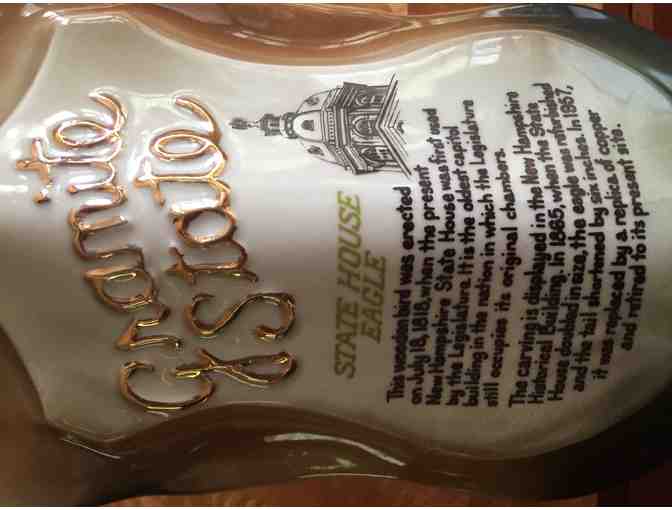 Granite
State
STATE HOUSE
EAGLE
This wooden bird was erected
on July 18, 1818, when the present
New Hampshire State House was first used
by the Legislature. It is the oldest capitol
building in the nation in which the Legislature
still occupies its original chambers.
The carving is displayed in the New Hampshire
Historical Building. In 1865, when the State
House doubled in size, the eagle was refurbished
and the tail shortened by six inches. In 1957,
it was replaced by a replica of copper
and retired to its present site.